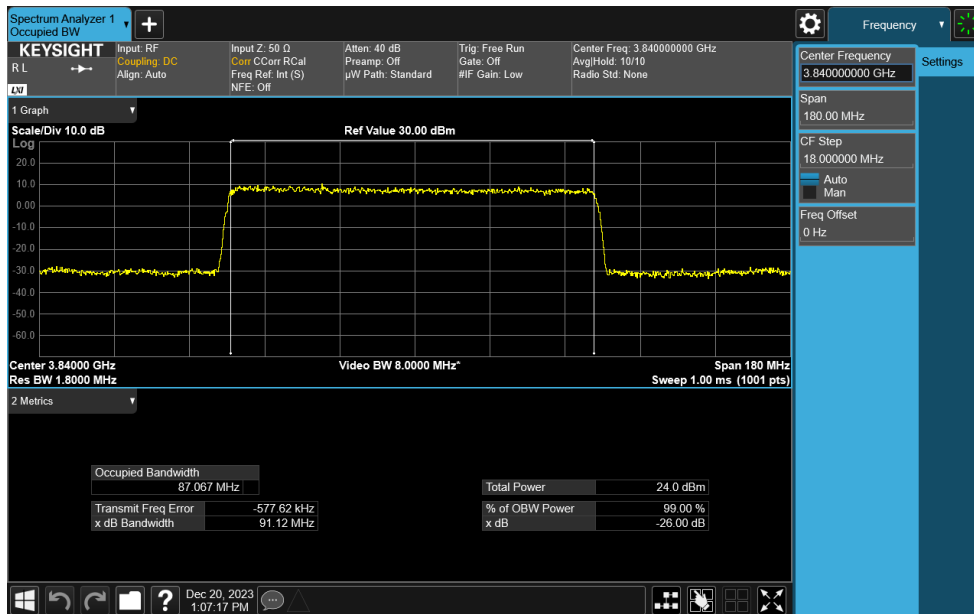 Spectrum Analyzer 1
Occupied BW
Frequency
KEYSIGHT
R L
LXI
Input: RF
Coupling: DC
Align: Auto
Input Z: 50 Ω
Corr CCorr RCal
Freq Ref: Int (S)
NFE: Off
Atten: 40 dB
Preamp: Off
µW Path: Standard
Trig: Free Run
Gate: Off
#IF Gain: Low
Center Freq: 3.840000000 GHz
Avg|Hold: 10/10
Radio Std: None
Center Frequency
3.840000000 GHz
Settings
Span
180.00 MHz
CF Step
18.000000 MHz
Auto
Man
Freq Offset
0 Hz
1 Graph
Scale/Div 10.0 dB
Ref Value 30.00 dBm
Log
20.0
10.0
0.00
-10.0
-20.0
-30.0
-40.0
-50.0
-60.0
Center 3.84000 GHz
Video BW 8.0000 MHz*
Span 180 MHz
Res BW 1.8000 MHz
Sweep 1.00 ms (1001 pts)
2 Metrics
Occupied Bandwidth
87.067 MHz
Total Power 24.0 dBm
Transmit Freq Error -577.62 kHz
% of OBW Power 99.00 %
x dB Bandwidth 91.12 MHz
x dB -26.00 dB
?
Dec 20, 2023
1:07:17 PM